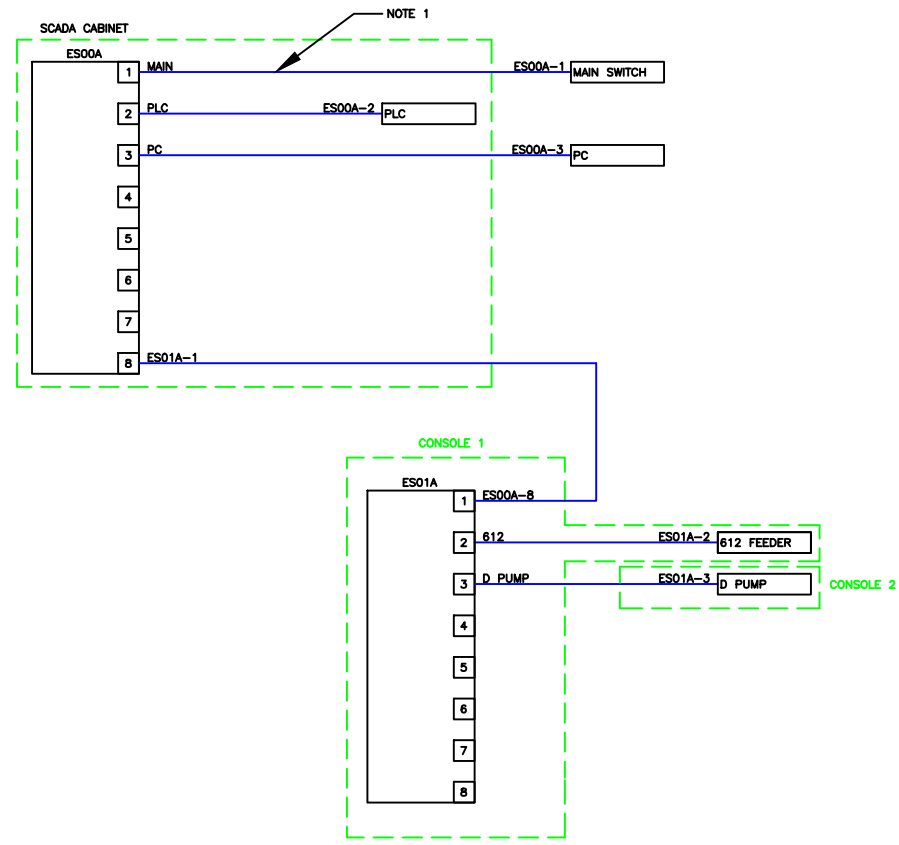 NOTE 1
SCADA CABINET
ES00A
1 MAIN ES00A-1 MAIN SWITCH
2 PLC ES00A-2 PLC
3 PC ES00A-3 PC
4
5
6
7
8 ES01A-1
CONSOLE 1
ES01A
1 ES00A-8
2 612 ES01A-2 612 FEEDER
3 D PUMP ES01A-3 D PUMP CONSOLE 2
4
5
6
7
8